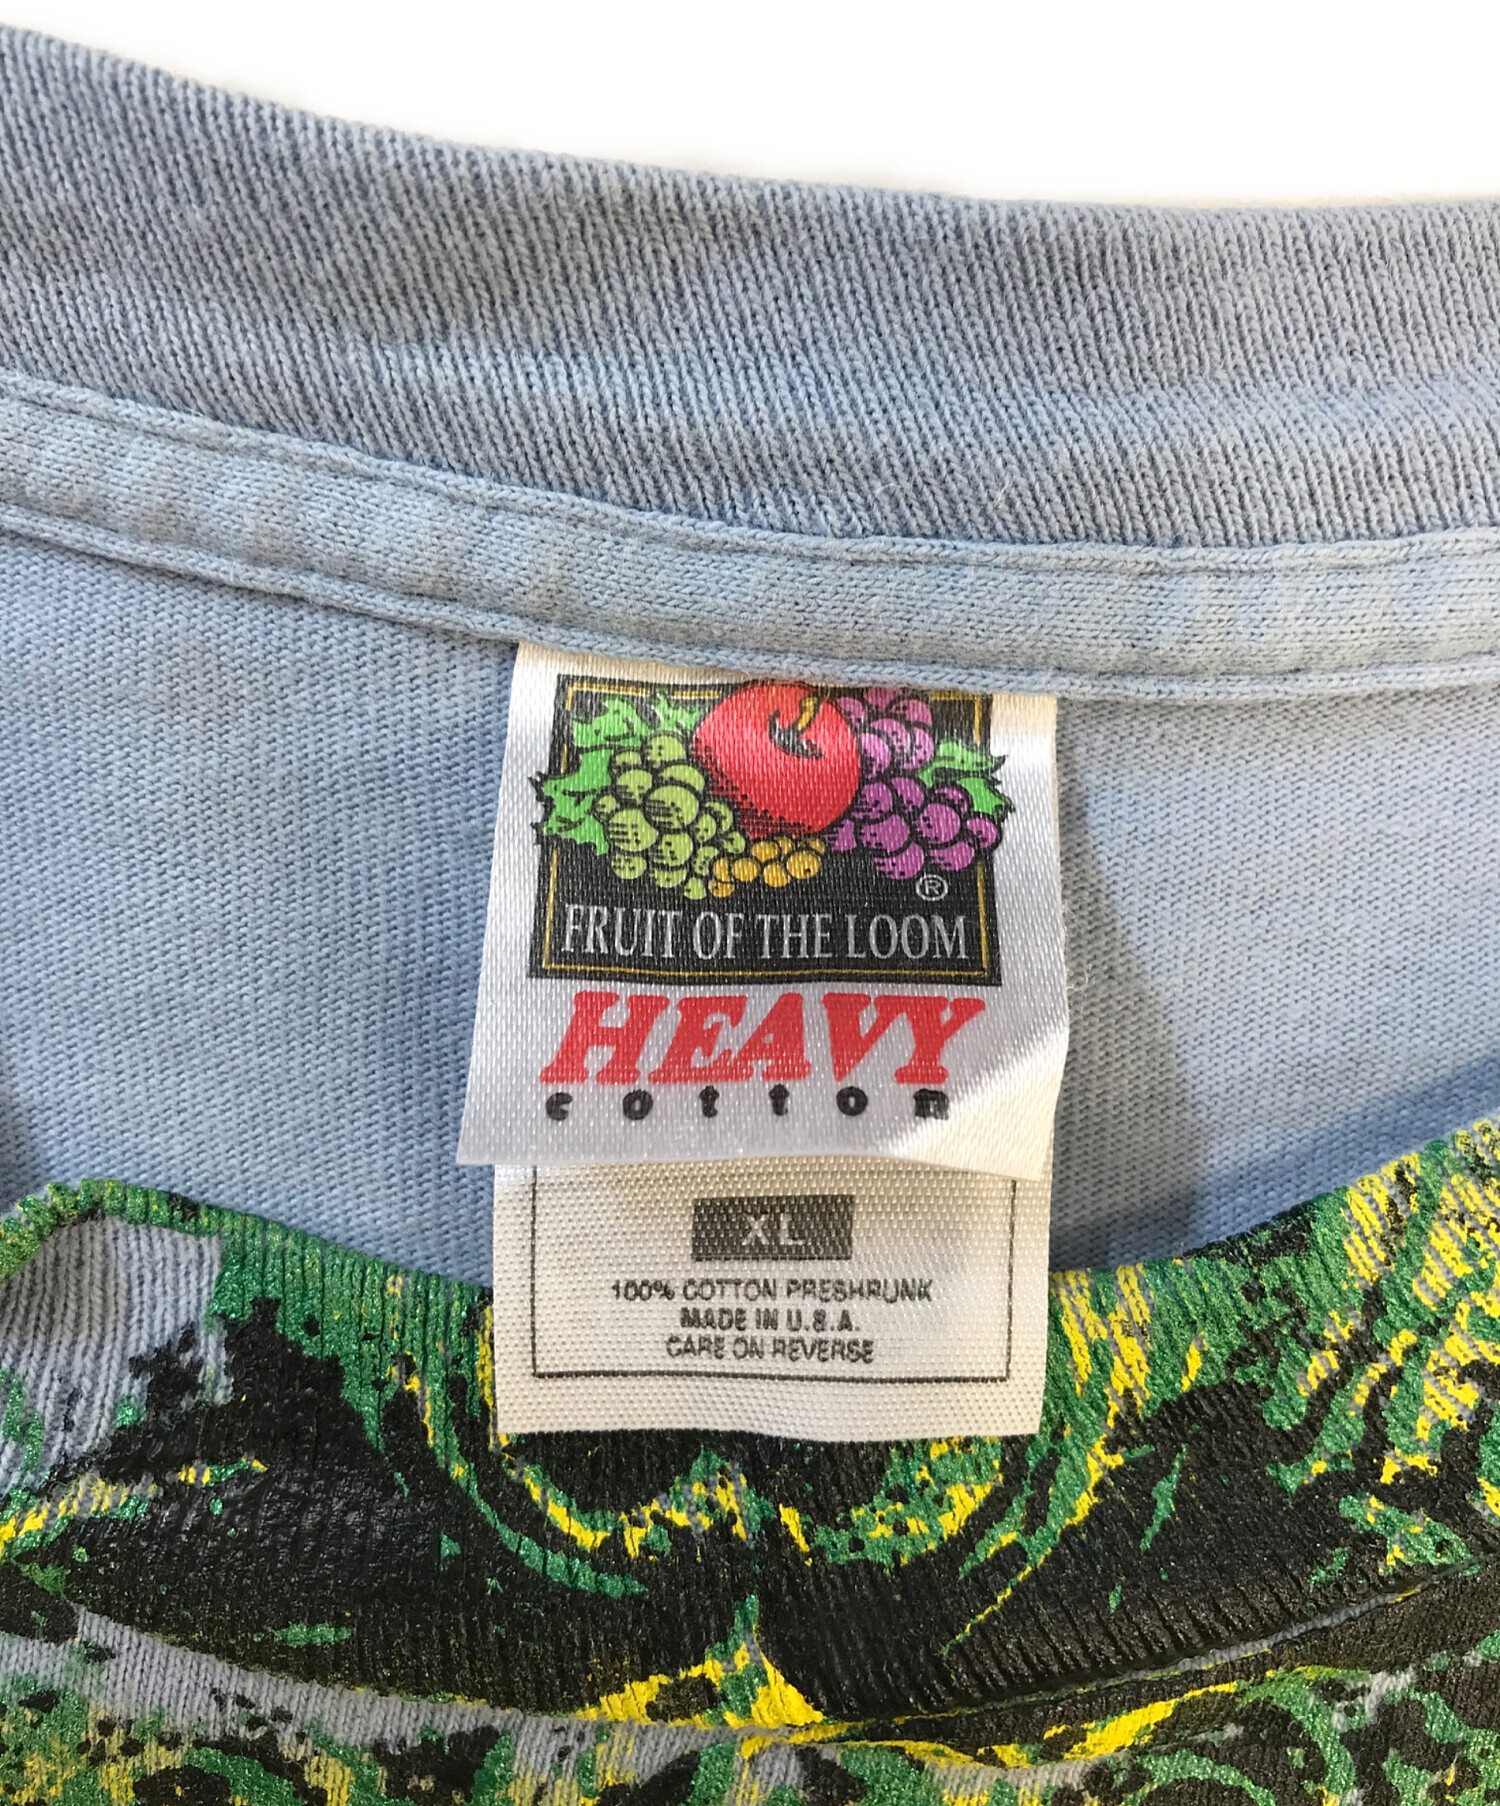 ®
FRUIT OF THE LOOM
HEAVY
cotton
XL
100% COTTON PRESHRUNK
MADE IN U.S.A.
CARE ON REVERSE